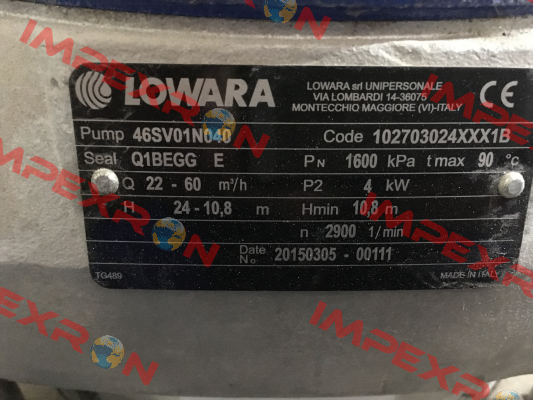 LOWARA
LOWARA srl UNIPERSONALE
VIA LOMBARDI 14-36075
MONTECCHIO MAGGIORE (VI)-ITALY
CE
Pump 46SV01N040 Code 102703024XXX1B
Seal Q1BEGG E PN 1600 kPa t max 90 °c
Q 22 - 60 m³/h P2 4 kW
H 24 - 10,8 m Hmin 10,8 m
n 2900 1/min
Date No 20150305 - 00111
TG489 MADE IN ITALY
IMPEXRON
IMPEXRON
IMPEXRON
IMPEXRON